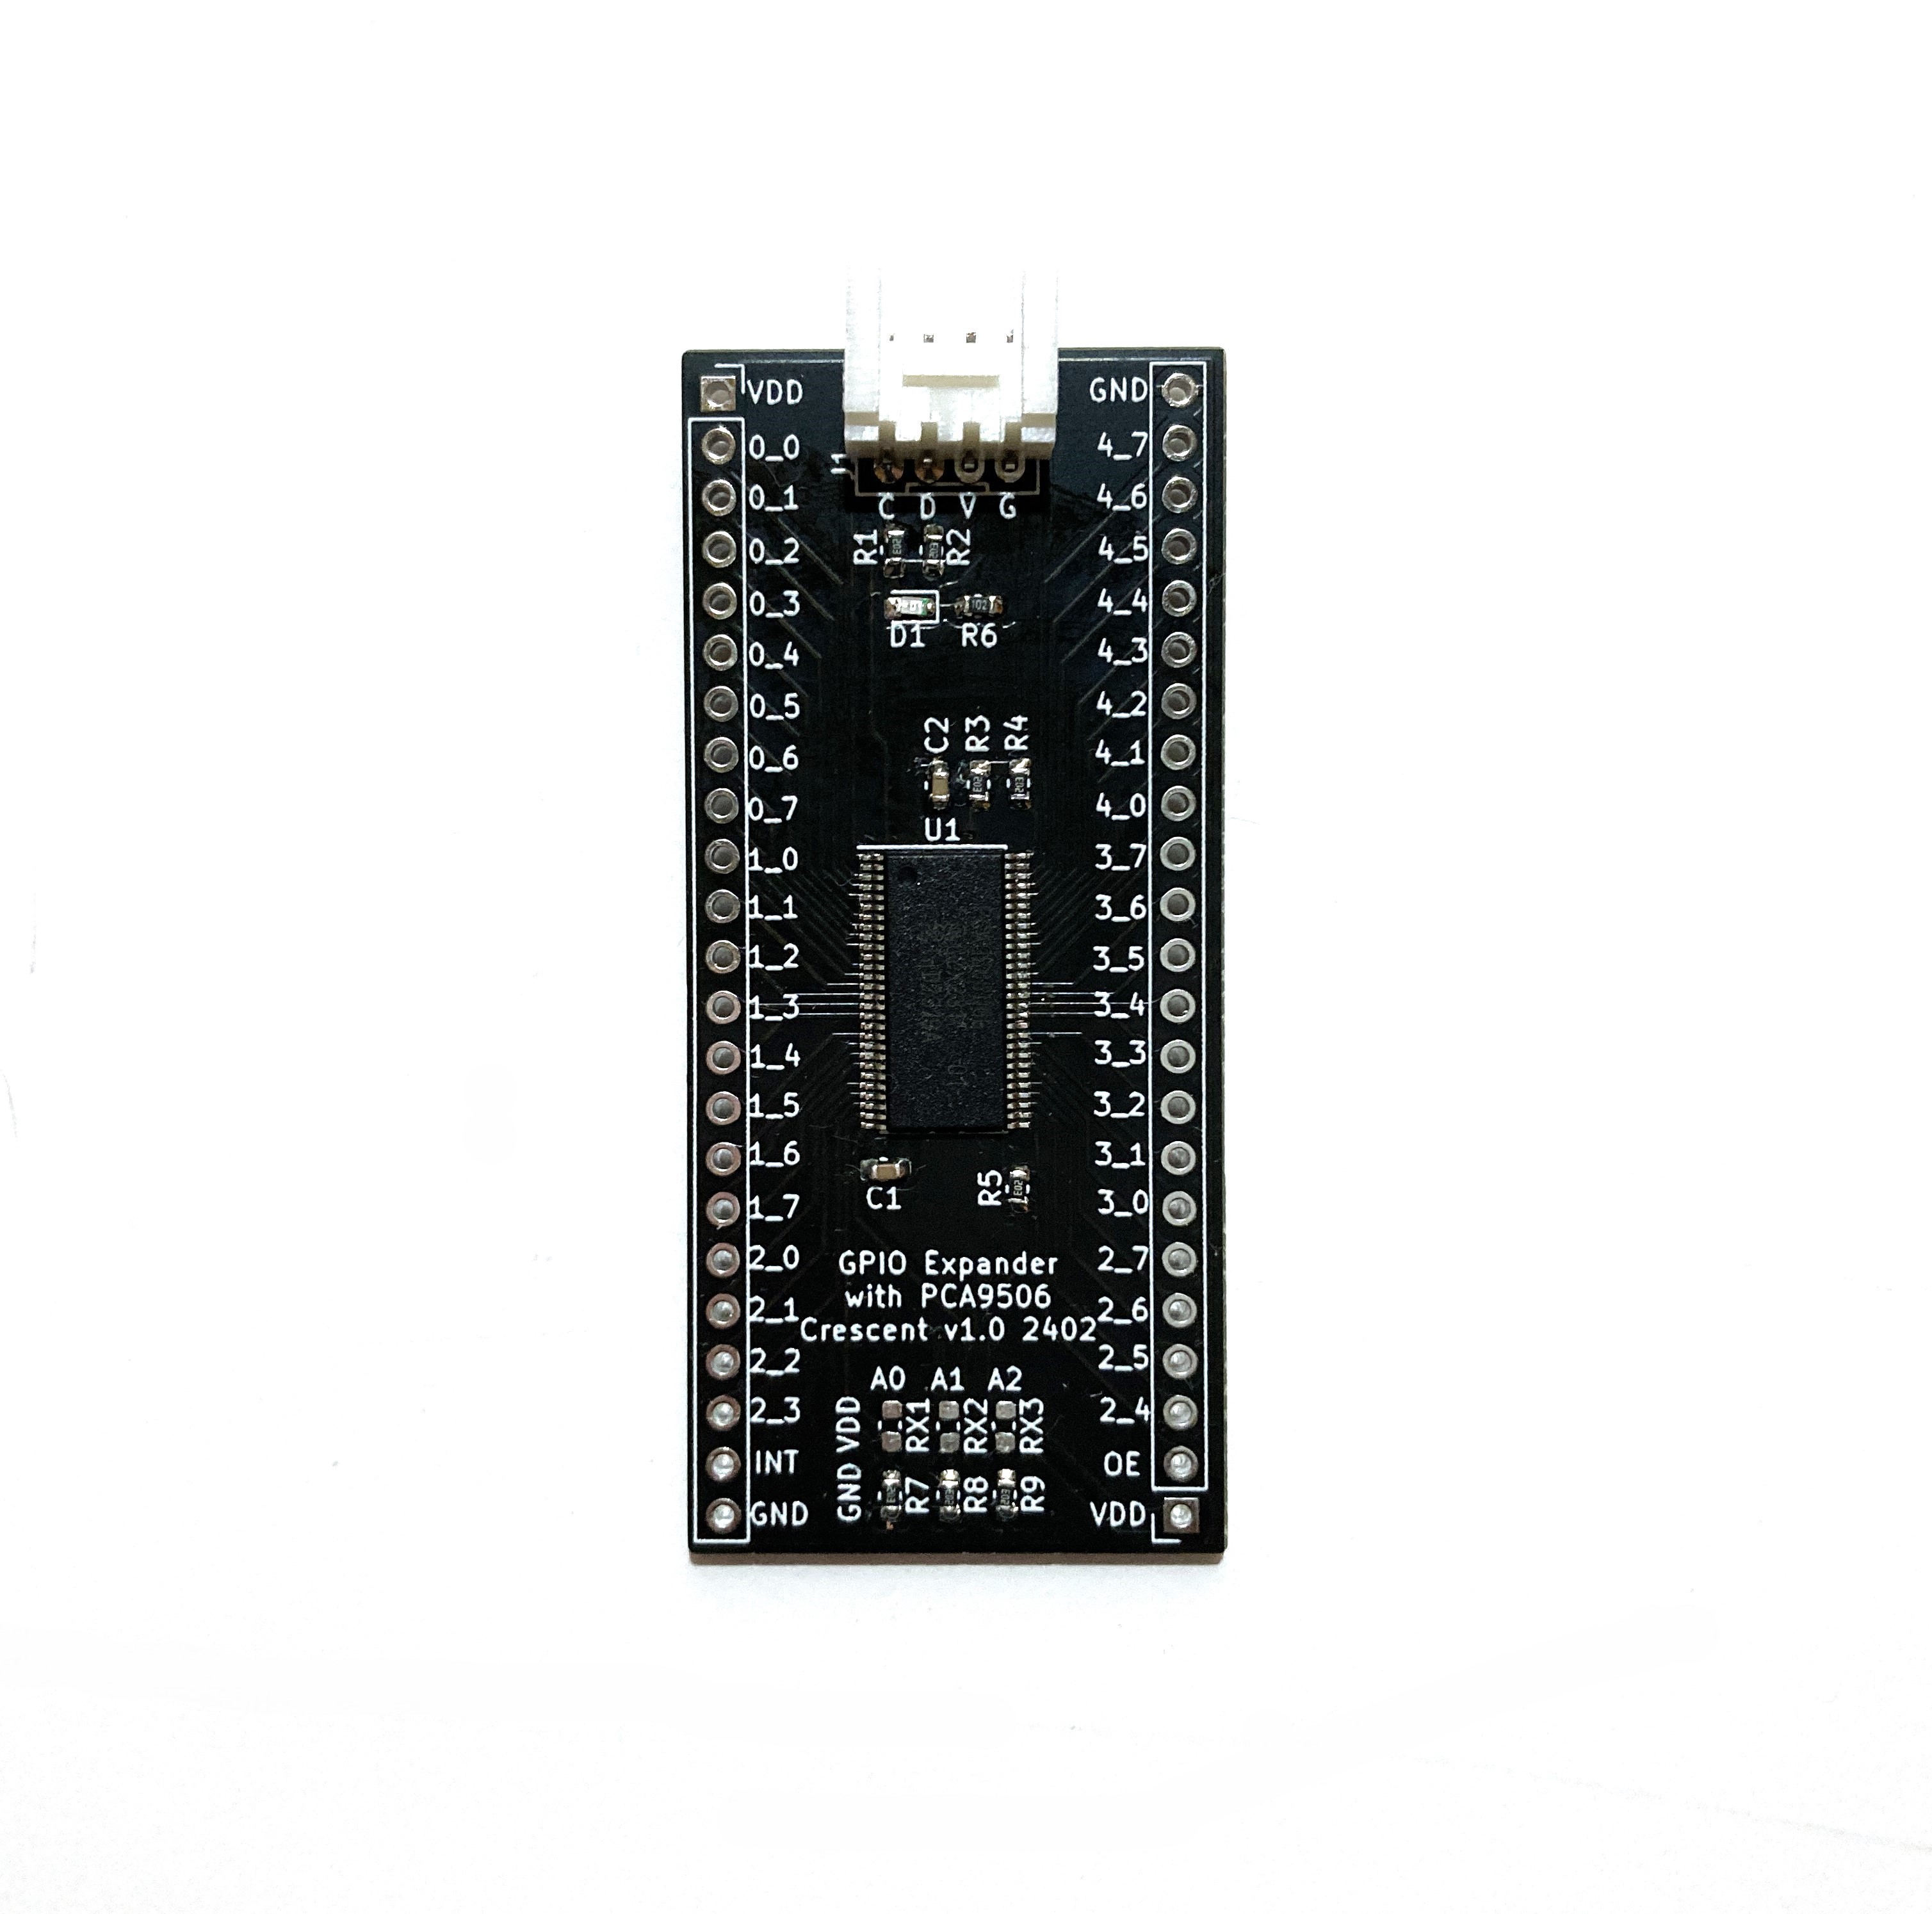 VDD
0_0
0_1
0_2
0_3
0_4
0_5
0_6
0_7
1_0
1_1
1_2
1_3
1_4
1_5
1_6
1_7
2_0
2_1
2_2
2_3
INT
GND
J1
C D V G
R1 R2
D1 R6
C2 R3 R4
U1
C1 R5
GPIO Expander
with PCA9506
Crescent v1.0 2402
A0 A1 A2
VDD RX1 RX2 RX3
GND R7 R8 R9
GND
4_7
4_6
4_5
4_4
4_3
4_2
4_1
4_0
3_7
3_6
3_5
3_4
3_3
3_2
3_1
3_0
2_7
2_6
2_5
2_4
OE
VDD